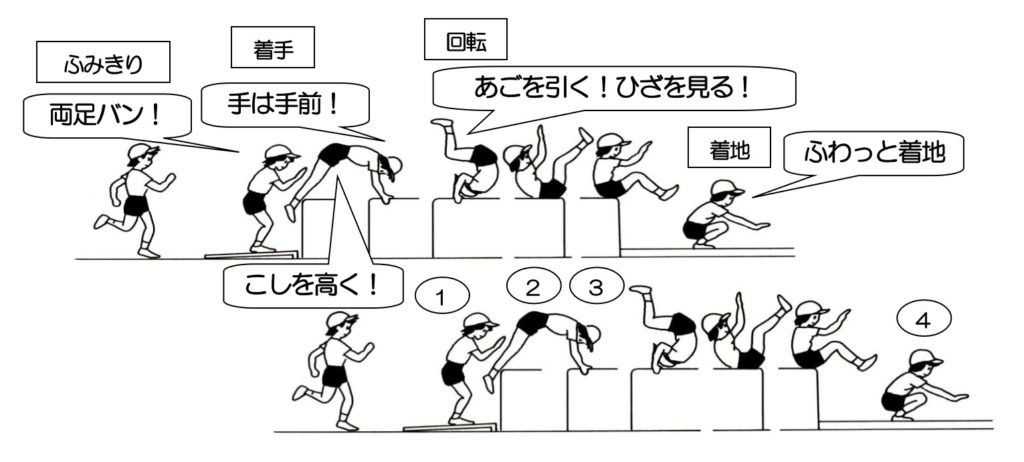 ふみきり
着手
回転
両足バン！
手は手前！
あごを引く！ひざを見る！
着地
ふわっと着地
こしを高く！
①
②
③
④